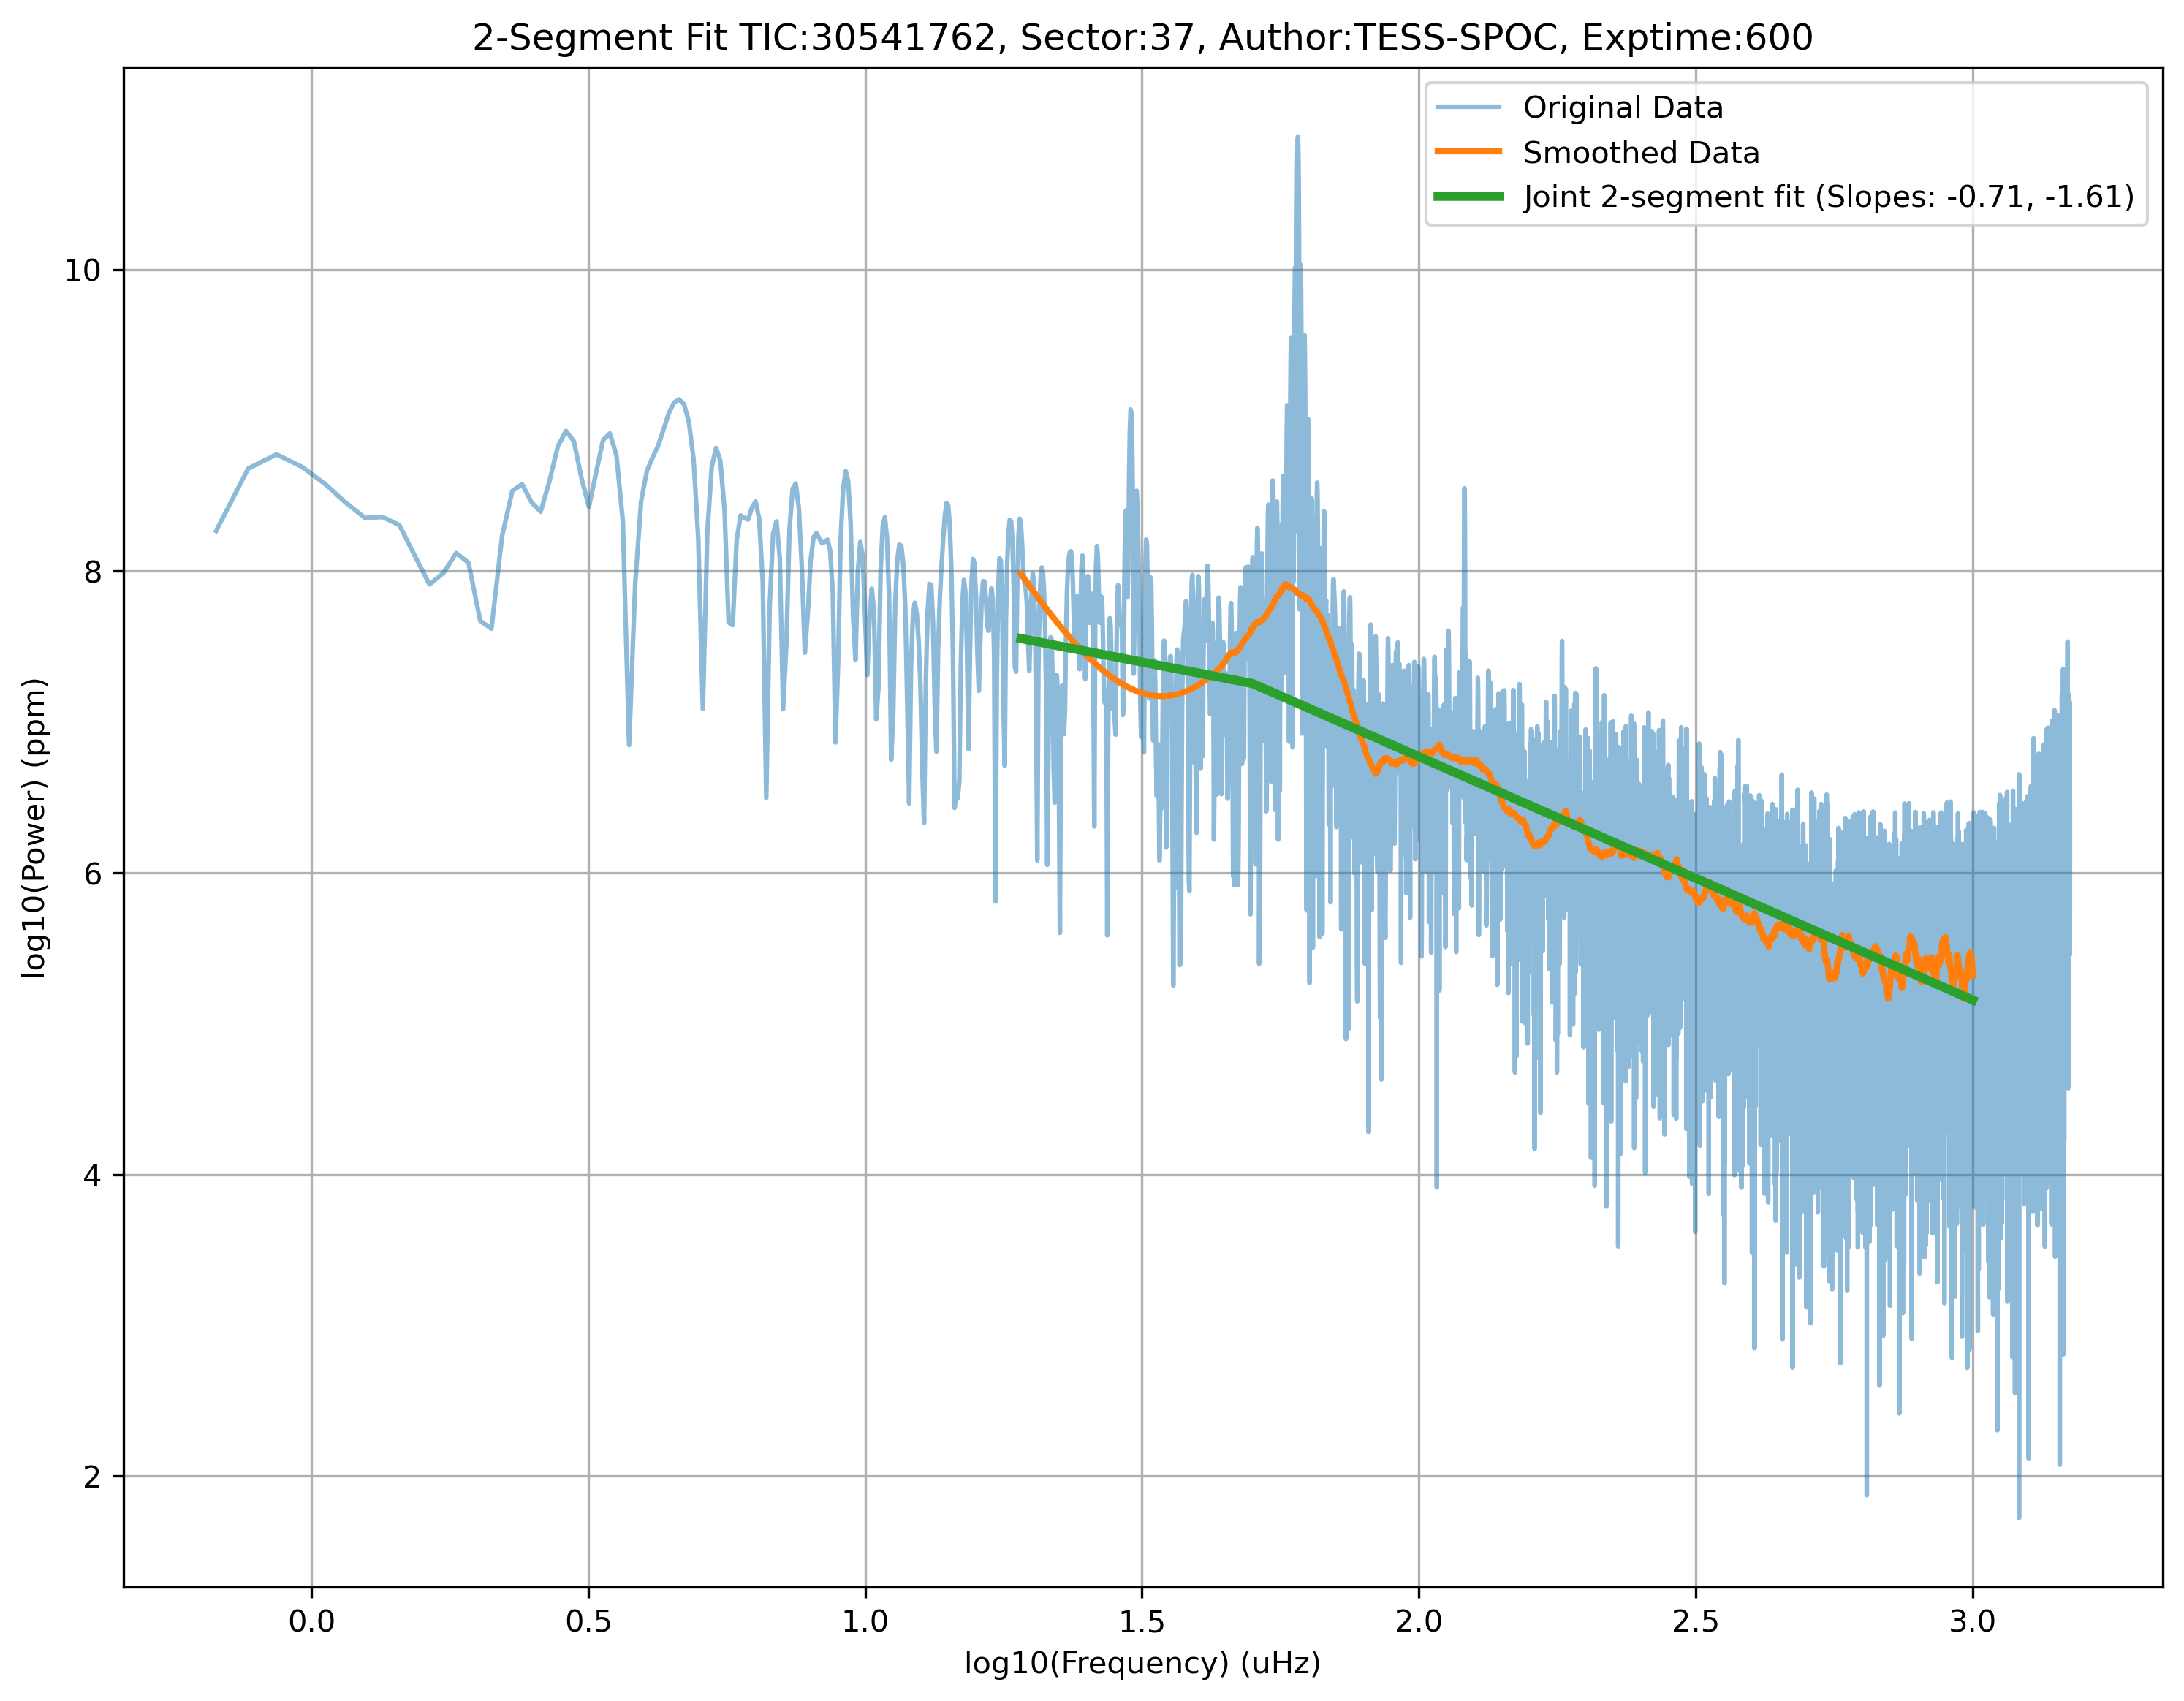 2-Segment Fit TIC:30541762, Sector:37, Author:TESS-SPOC, Exptime:600
Original Data
Smoothed Data
Joint 2-segment fit (Slopes: -0.71, -1.61)
log10(Power) (ppm)
10
8
6
4
2
0.0 0.5 1.0 1.5 2.0 2.5 3.0
log10(Frequency) (uHz)